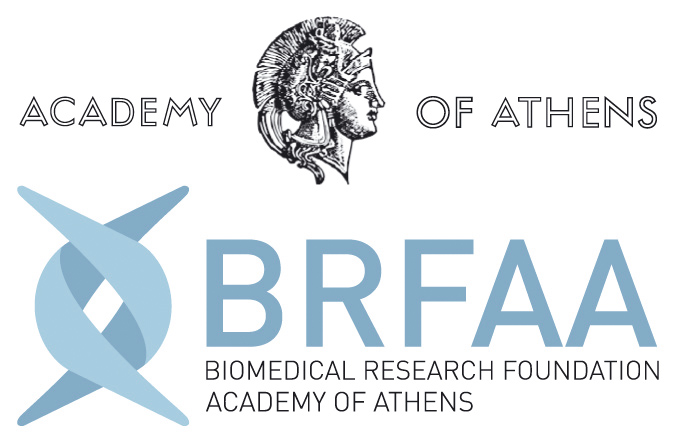 ACADEMY OF ATHENS
BRFAA
BIOMEDICAL RESEARCH FOUNDATION
ACADEMY OF ATHENS